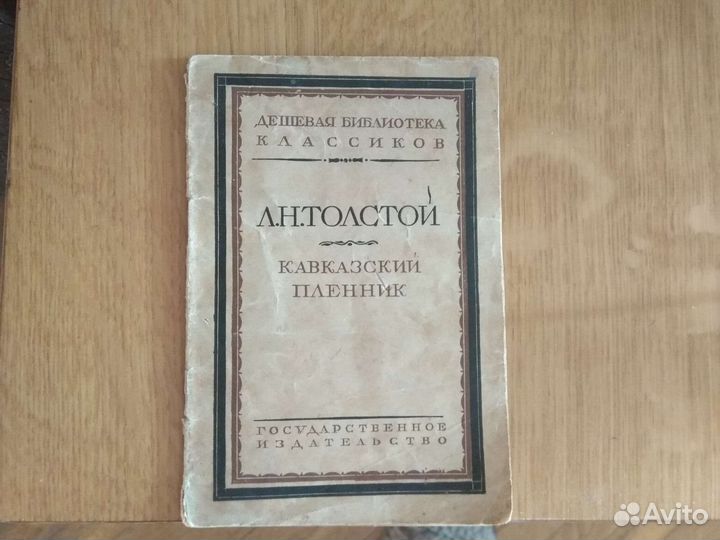 ДЕШЕВАЯ БИБЛИОТЕКА
КЛАССИКОВ
Л.Н.ТОЛСТОЙ
КАВКАЗСКИЙ
ПЛЕННИК
ГОСУДАРСТВЕННОЕ
ИЗДАТЕЛЬСТВО
Avito